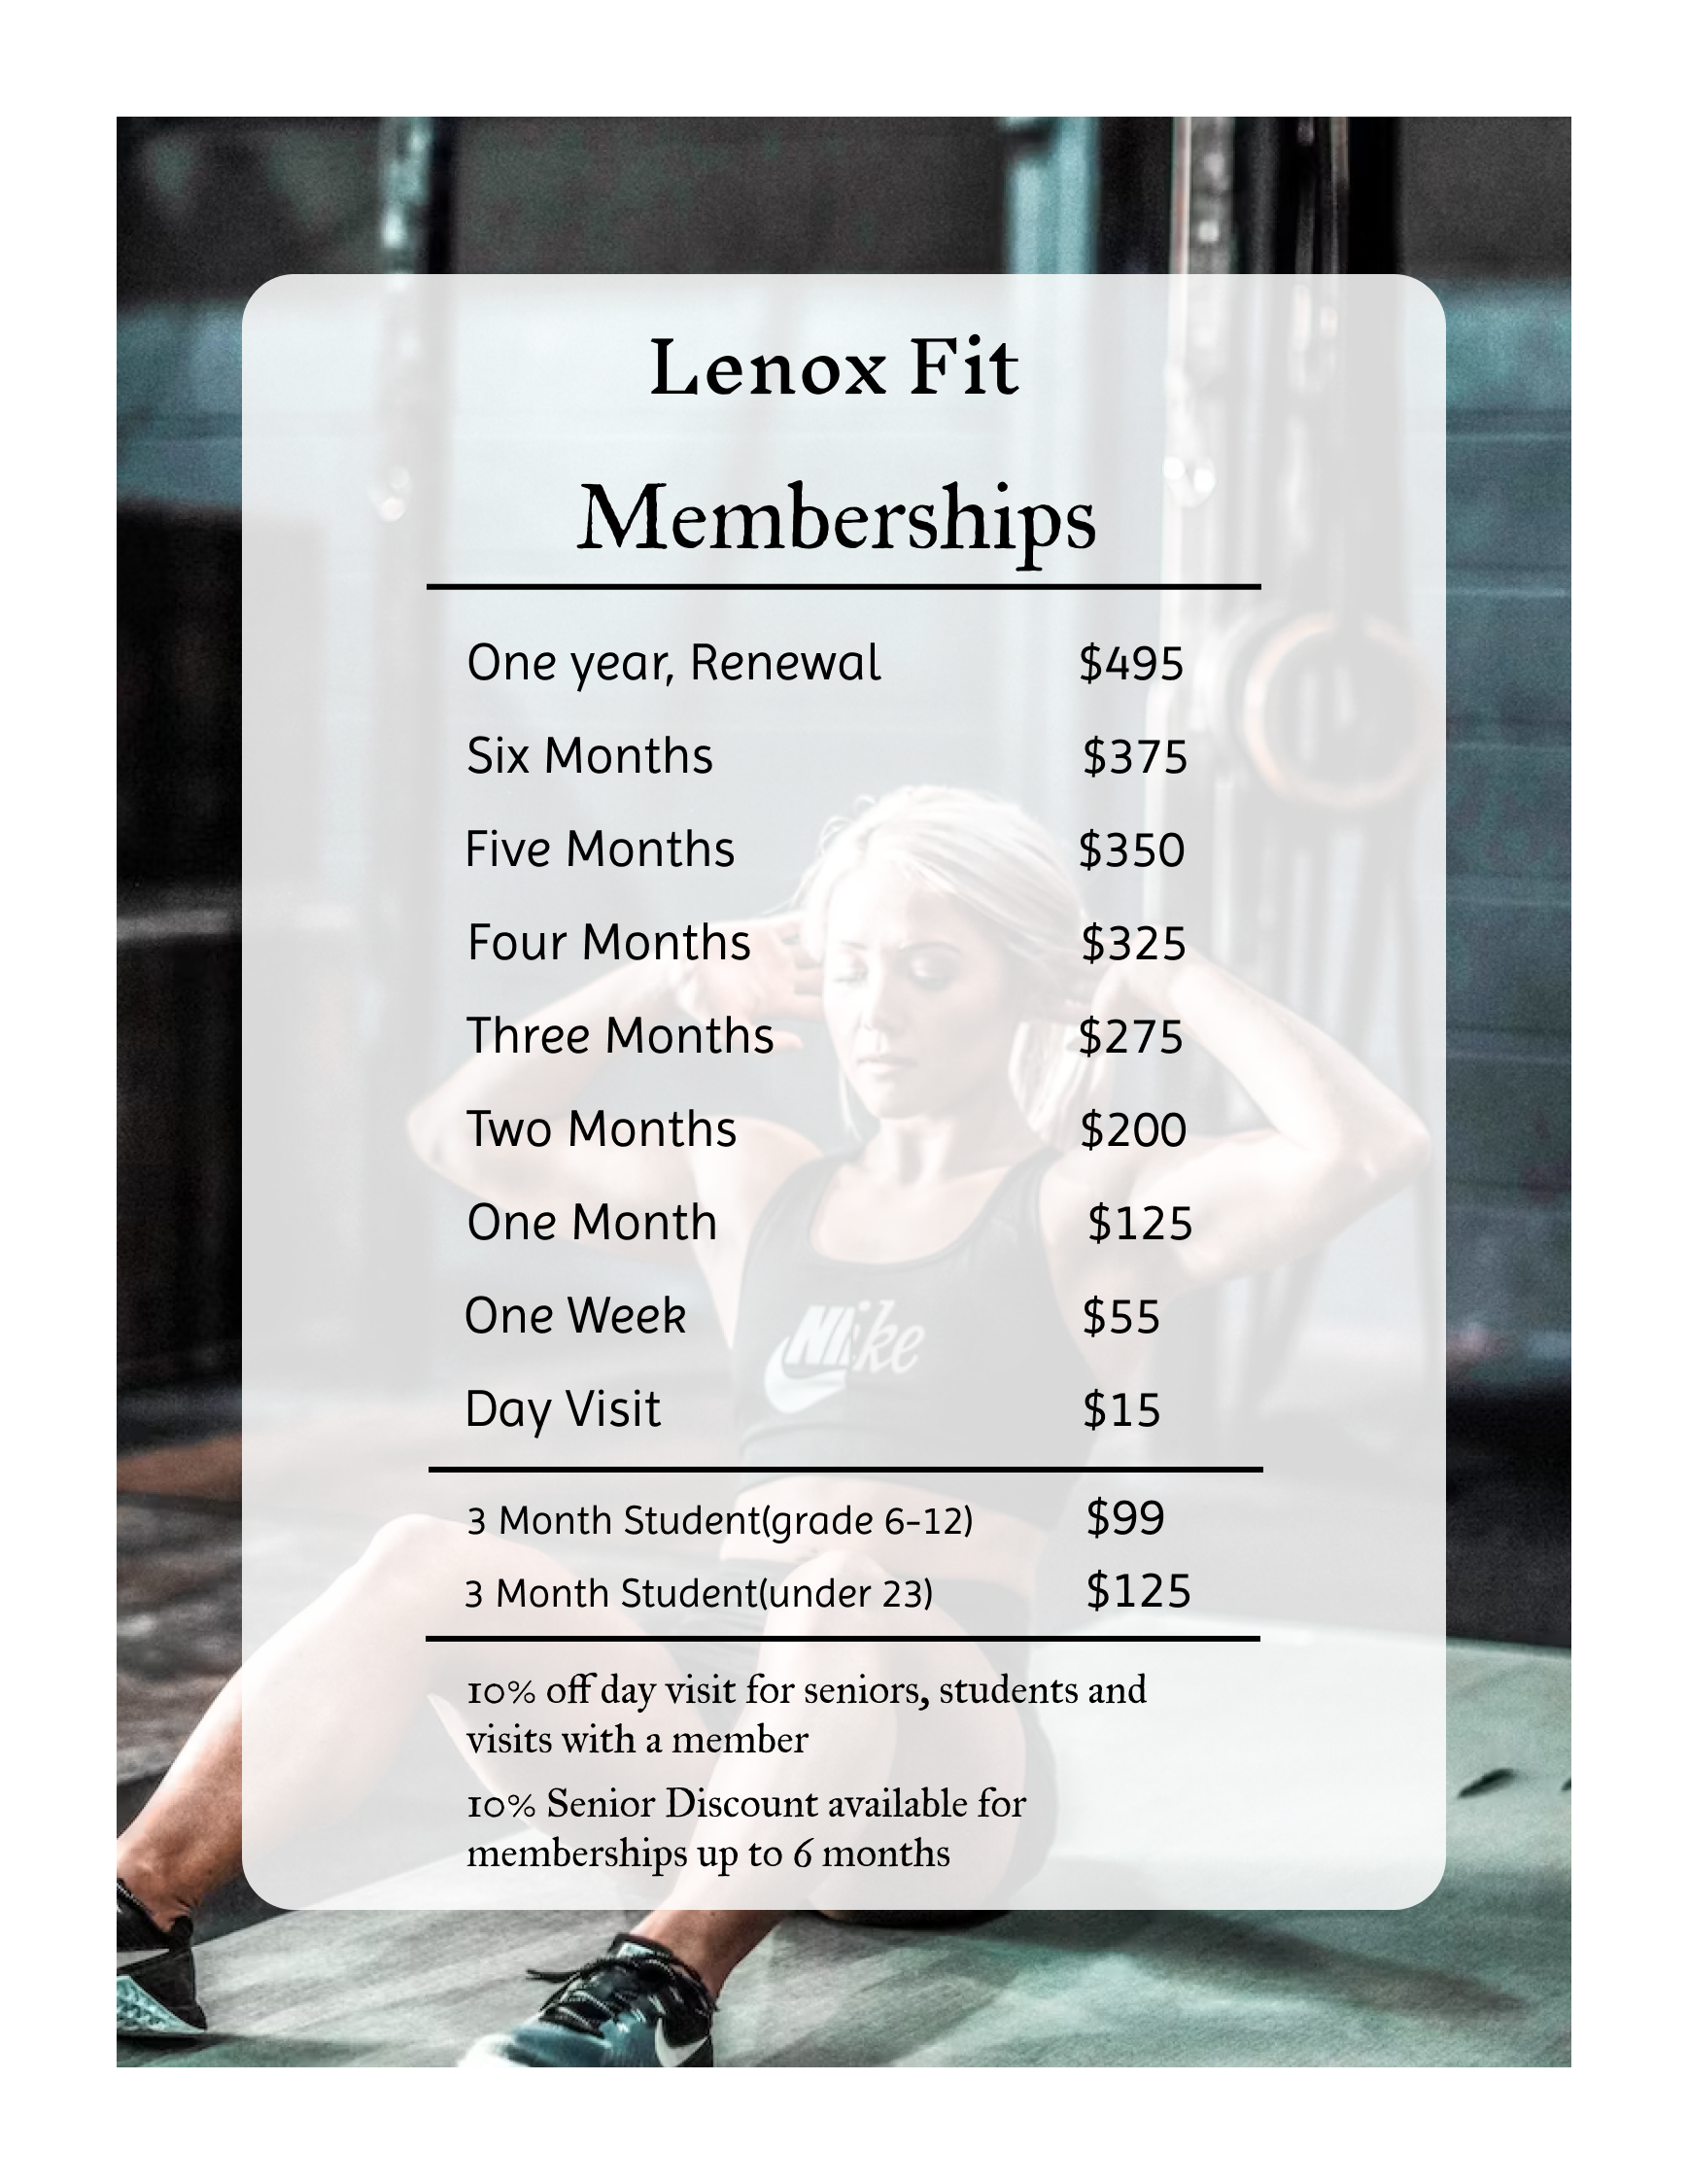 Lenox Fit
Memberships
One year, Renewal $495
Six Months $375
Five Months $350
Four Months $325
Three Months $275
Two Months $200
One Month $125
One Week $55
Day Visit $15
Nike
3 Month Student(grade 6-12) $99
3 Month Student(under 23) $125
10% off day visit for seniors, students and
visits with a member
10% Senior Discount available for
memberships up to 6 months